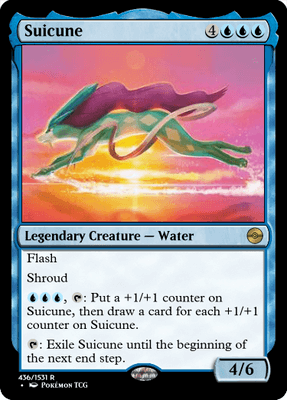 Suicune 4
Legendary Creature — Water
Flash
Shroud
, : Put a +1/+1 counter on
Suicune, then draw a card for each +1/+1
counter on Suicune.
: Exile Suicune until the beginning of
the next end step.
4/6
436/1531 R
• Pokémon TCG